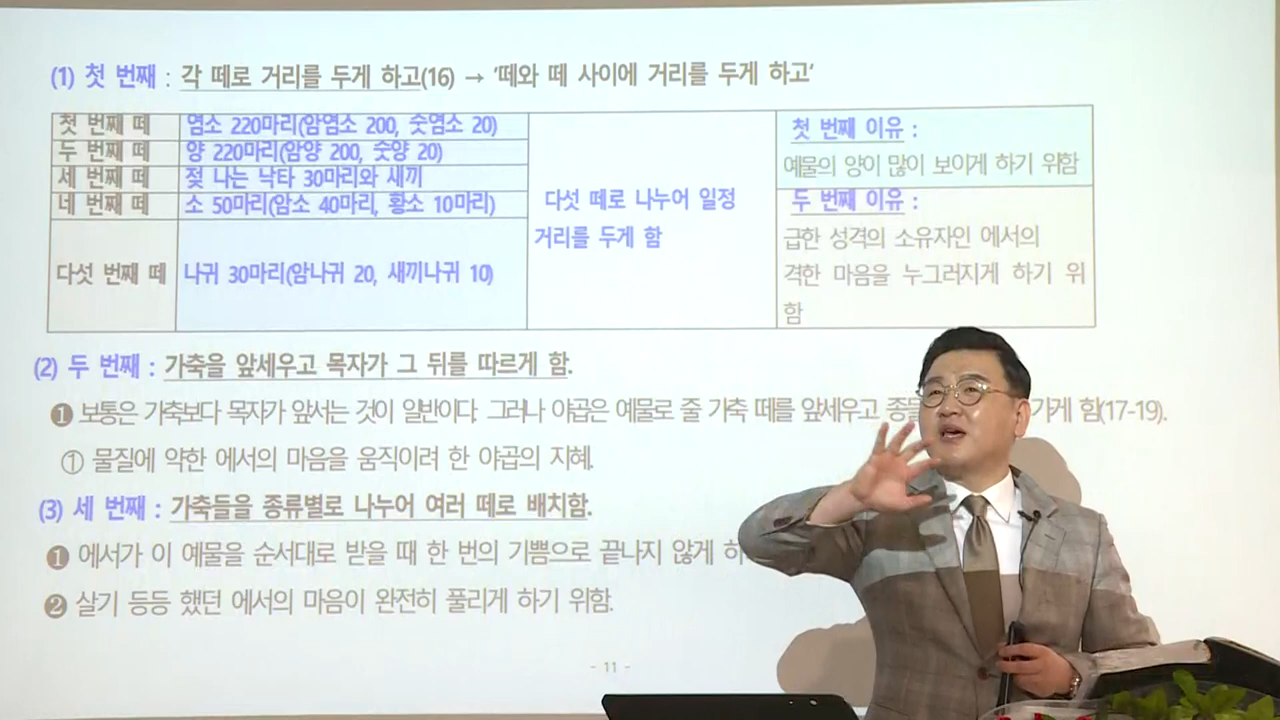 (1) 첫 번째 : 각 떼로 거리를 두게 하고(16) → '떼와 떼 사이에 거리를 두게 하고'
첫 번째 떼 염소 220마리(암염소 200, 숫염소 20)
두 번째 떼 양 220마리(암양 200, 숫양 20)
세 번째 떼 젖 나는 낙타 30마리와 새끼
네 번째 떼 소 50마리(암소 40마리, 황소 10마리)
다섯 번째 떼 나귀 30마리(암나귀 20, 새끼나귀 10)
다섯 떼로 나누어 일정
거리를 두게 함
첫 번째 이유 :
예물의 양이 많이 보이게 하기 위함
두 번째 이유 :
급한 성격의 소유자인 에서의
격한 마음을 누그러지게 하기 위
함
(2) 두 번째 : 가축을 앞세우고 목자가 그 뒤를 따르게 함.
❶ 보통은 가축보다 목자가 앞서는 것이 일반이다. 그러나 야곱은 예물로 줄 가축 떼를 앞세우고 가게 함(17-19).
① 물질에 약한 에서의 마음을 움직이려 한 야곱의 지혜.
(3) 세 번째 : 가축들을 종류별로 나누어 여러 떼로 배치함.
❶ 에서가 이 예물을 순서대로 받을 때 한 번의 기쁨으로 끝나지 않게
❷ 살기 등등 했던 에서의 마음이 완전히 풀리게 하기 위함.
- 11 -